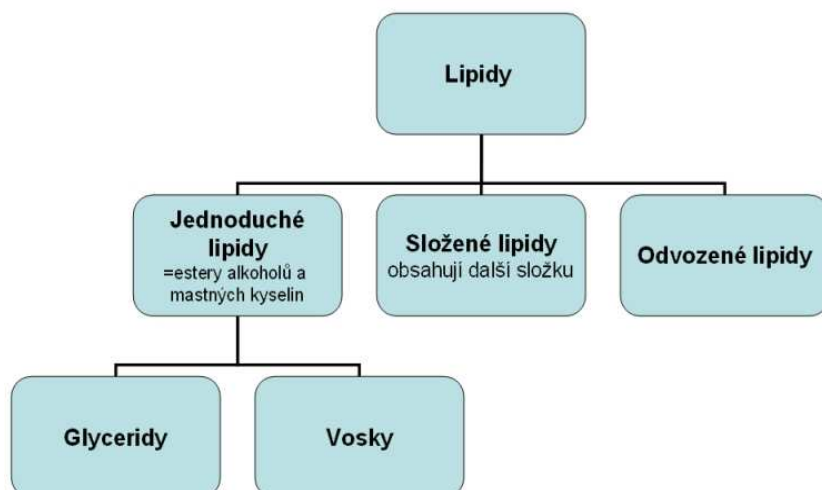 Lipidy
Jednoduché
lipidy
=estery alkoholů a
mastných kyselin
Složené lipidy
obsahují další složku
Odvozené lipidy
Glyceridy
Vosky